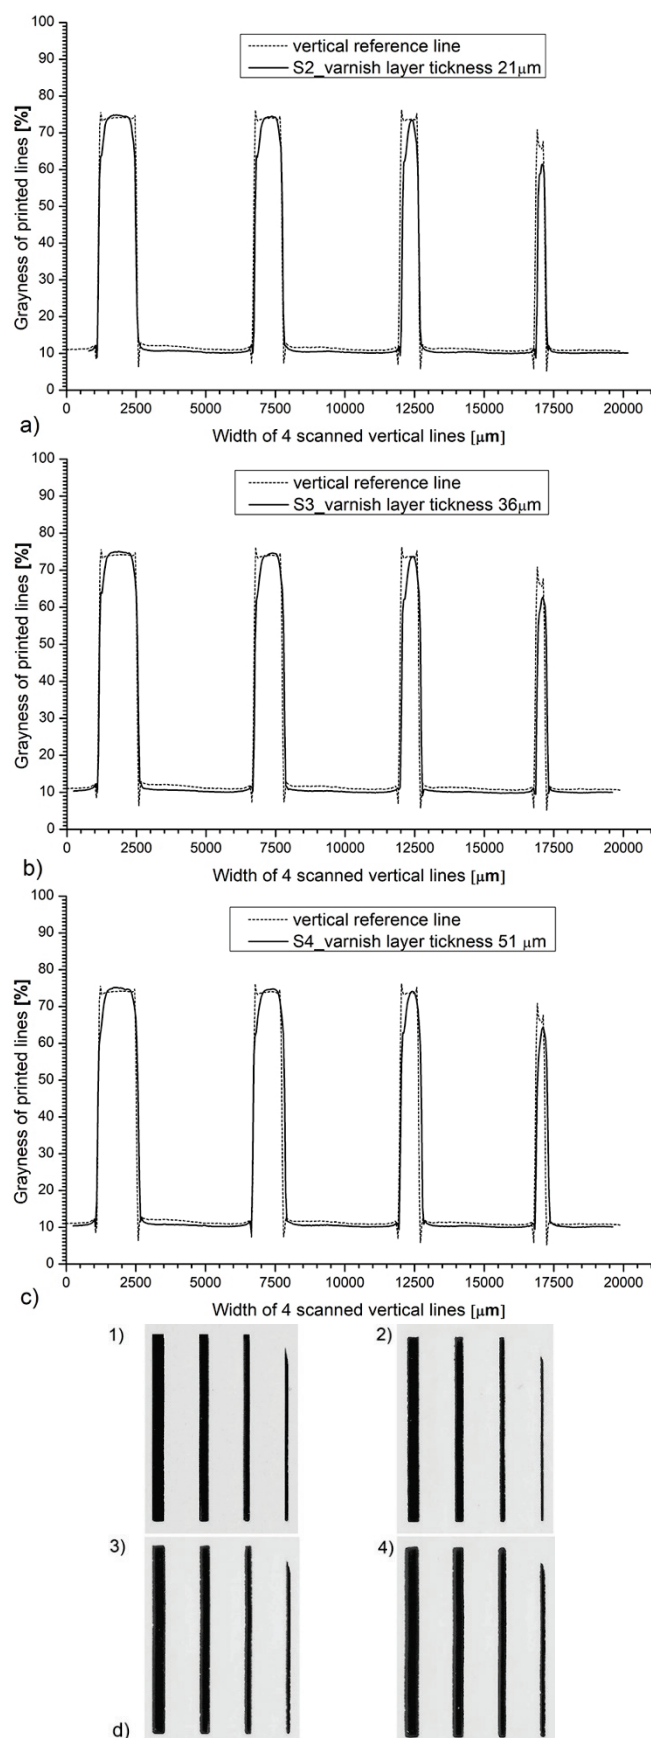 100
90
80
70
60
50
40
30
20
10
0
Grayness of printed lines [%]
vertical reference line
S2_varnish layer tickness 21μm
0 2500 5000 7500 10000 12500 15000 17500 20000
a)
Width of 4 scanned vertical lines [μm]
100
90
80
70
60
50
40
30
20
10
0
Grayness of printed lines [%]
vertical reference line
S3_varnish layer tickness 36μm
0 2500 5000 7500 10000 12500 15000 17500 20000
b)
Width of 4 scanned vertical lines [μm]
100
90
80
70
60
50
40
30
20
10
0
Grayness of printed lines [%]
vertical reference line
S4_varnish layer tickness 51 μm
0 2500 5000 7500 10000 12500 15000 17500 20000
c)
Width of 4 scanned vertical lines [μm]
1) 2)
3) 4)
d)